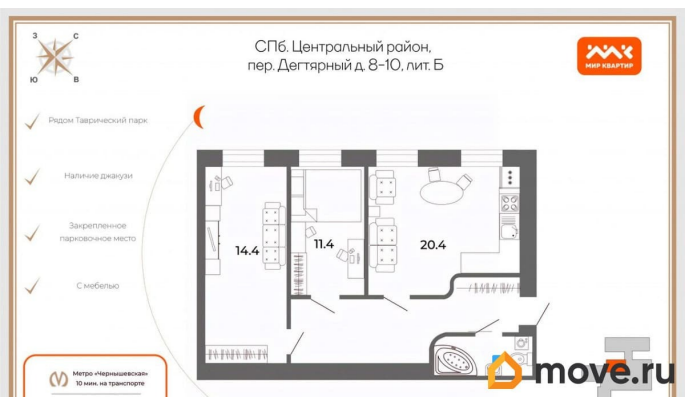 З С
Ю В
СПб. Центральный район,
пер. Дегтярный д. 8-10, лит. Б
МИР КВАРТИР
Рядом Таврический парк
Наличие джакузи
Закрепленное
парковочное место
С мебелью
14.4
11.4
20.4
Метро «Чернышевская»
10 мин. на транспорте
move.ru